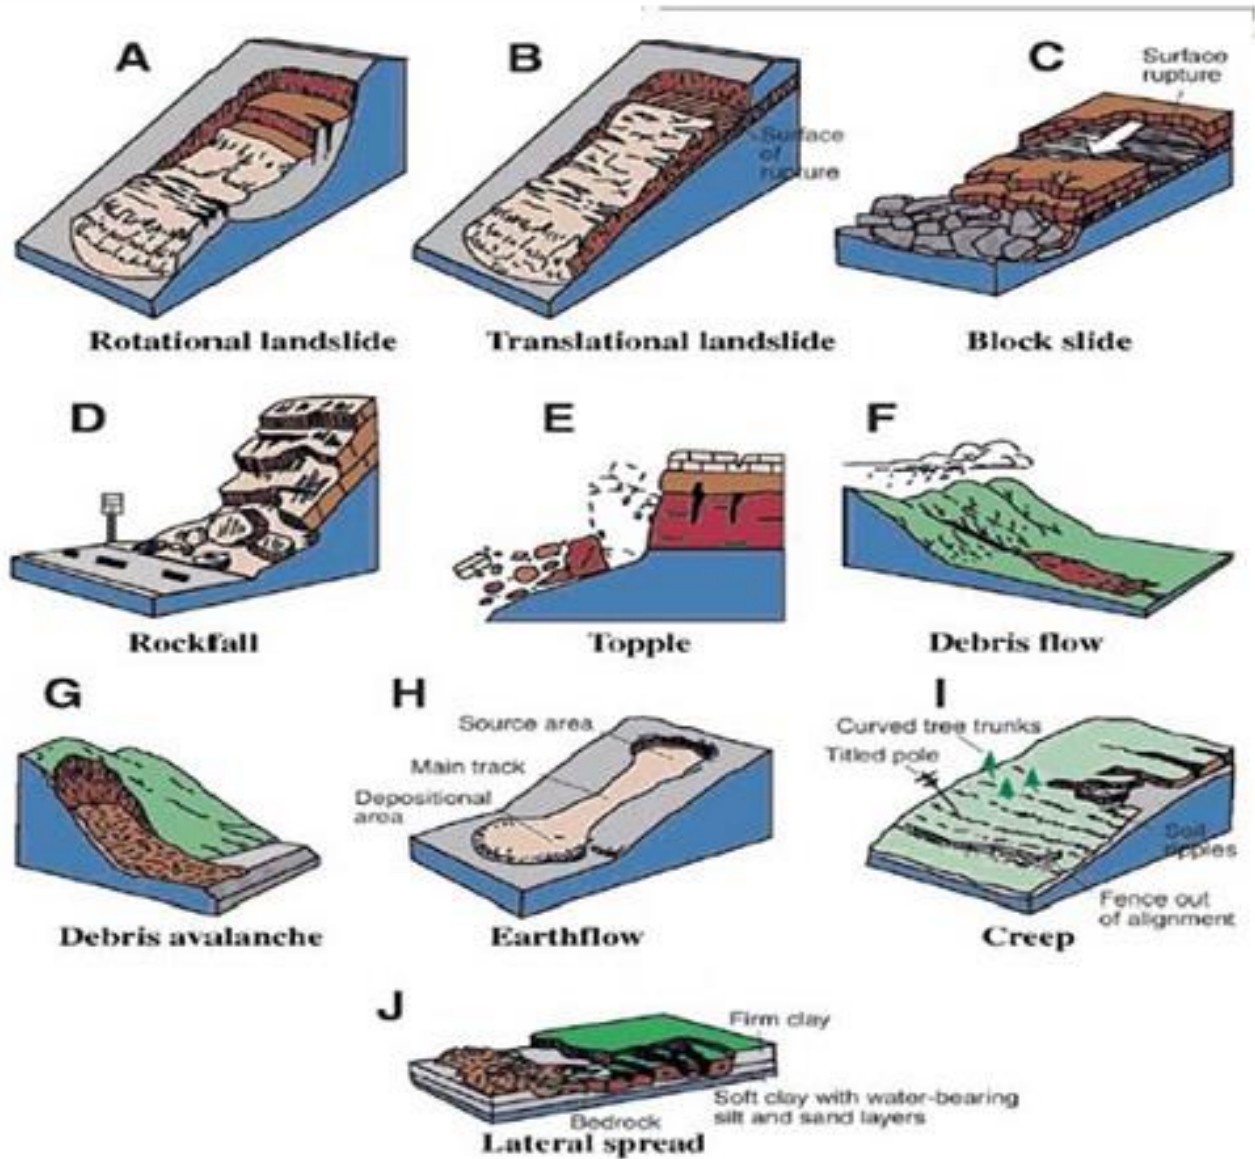 A
B
C
Surface
rupture
Surface
of
rupture
Rotational landslide
Translational landslide
Block slide
D
E
F
Rockfall
Topple
Debris flow
G
H
I
Source area
Main track
Depositional
area
Curved tree trunks
Titled pole
Soil
ripples
Fence out
of alignment
Debris avalanche
Earthflow
Creep
J
Firm clay
Soft clay with water-bearing
silt and sand layers
Bedrock
Lateral spread